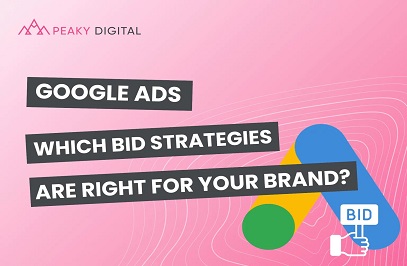 PEAKY DIGITAL
GOOGLE ADS
WHICH BID STRATEGIES
ARE RIGHT FOR YOUR BRAND?
BID